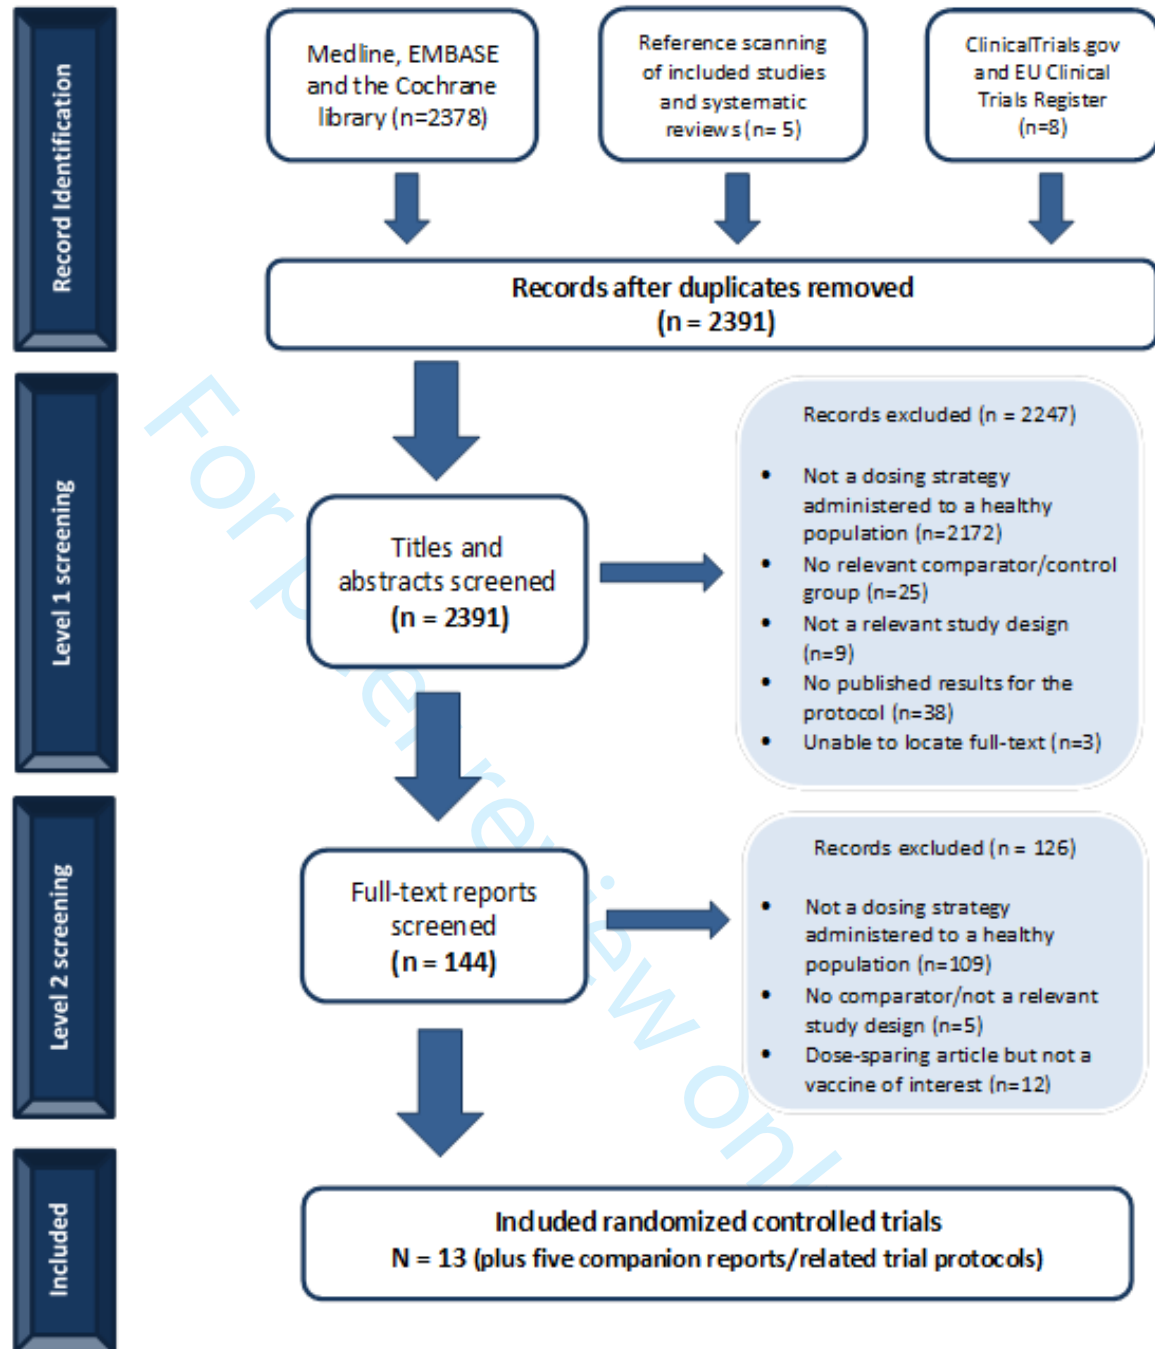 Record Identification
Medline, EMBASE
and the Cochrane
library (n=2378)
Reference scanning
of included studies
and systematic
reviews (n= 5)
ClinicalTrials.gov
and EU Clinical
Trials Register
(n=8)
Records after duplicates removed
(n = 2391)
Level 1 screening
Titles and
abstracts screened
(n = 2391)
Records excluded (n = 2247)
• Not a dosing strategy
administered to a healthy
population (n=2172)
• No relevant comparator/control
group (n=25)
• Not a relevant study design
(n=9)
• No published results for the
protocol (n=38)
• Unable to locate full-text (n=3)
Level 2 screening
Full-text reports
screened
(n = 144)
Records excluded (n = 126)
• Not a dosing strategy
administered to a healthy
population (n=109)
• No comparator/not a relevant
study design (n=5)
• Dose-sparing article but not a
vaccine of interest (n=12)
Included
Included randomized controlled trials
N = 13 (plus five companion reports/related trial protocols)
For peer review only